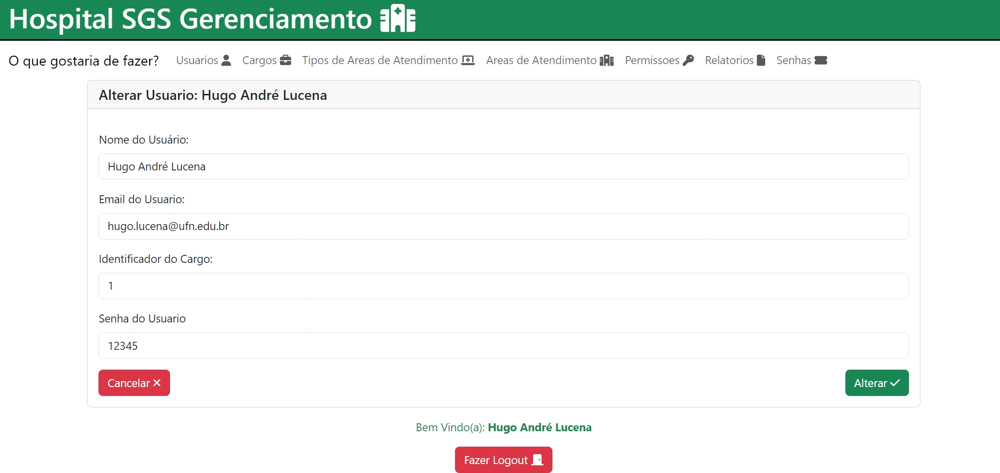 Hospital SGS Gerenciamento
O que gostaria de fazer? Usuarios Cargos Tipos de Areas de Atendimento Areas de Atendimento Permissoes Relatorios Senhas
Alterar Usuario: Hugo André Lucena
Nome do Usuário:
Hugo André Lucena
Email do Usuario:
hugo.lucena@ufn.edu.br
Identificador do Cargo:
1
Senha do Usuario
12345
Cancelar Alterar
Bem Vindo(a): Hugo André Lucena
Fazer Logout